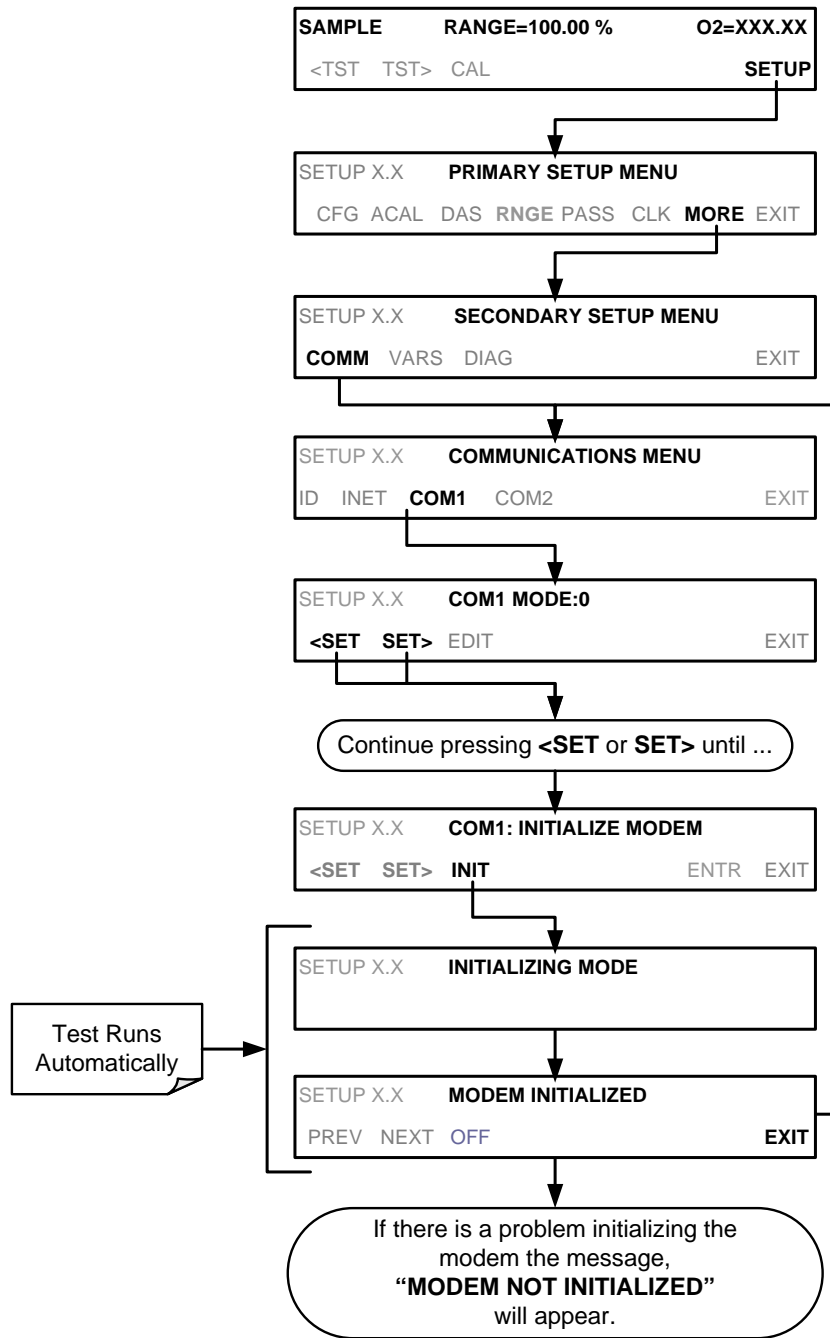 SAMPLE RANGE=100.00 % O2=XXX.XX
<TST TST> CAL SETUP
SETUP X.X PRIMARY SETUP MENU
CFG ACAL DAS RNGE PASS CLK MORE EXIT
SETUP X.X SECONDARY SETUP MENU
COMM VARS DIAG EXIT
SETUP X.X COMMUNICATIONS MENU
ID INET COM1 COM2 EXIT
SETUP X.X COM1 MODE:0
<SET SET> EDIT EXIT
Continue pressing <SET or SET> until ...
SETUP X.X COM1: INITIALIZE MODEM
<SET SET> INIT ENTR EXIT
SETUP X.X INITIALIZING MODE
Test Runs
Automatically
SETUP X.X MODEM INITIALIZED
PREV NEXT OFF EXIT
If there is a problem initializing the
modem the message,
“MODEM NOT INITIALIZED”
will appear.